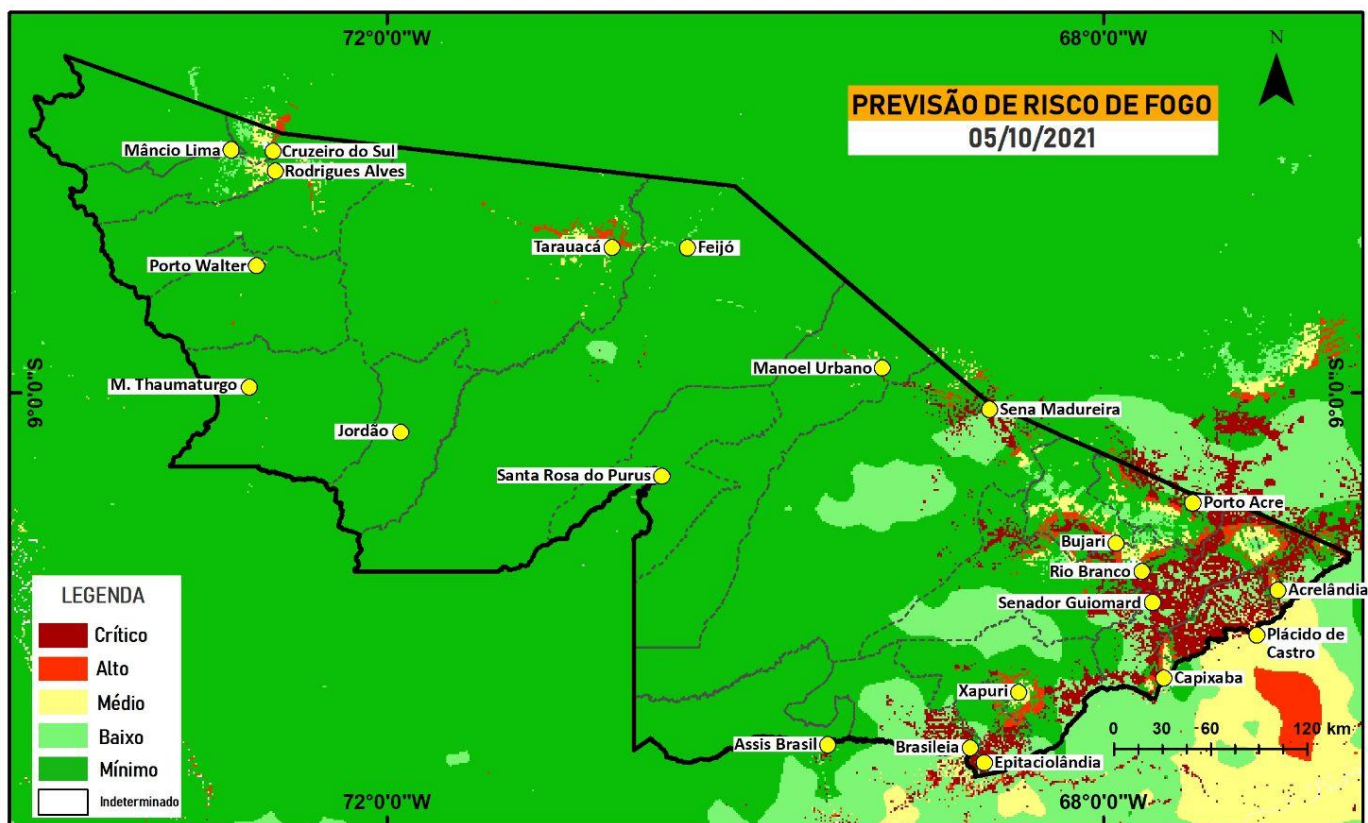 72°0'0"W
68°0'0"W
N
PREVISÃO DE RISCO DE FOGO
05/10/2021
Mâncio Lima
Cruzeiro do Sul
Rodrigues Alves
Tarauacá
Feijó
Porto Walter
Manoel Urbano
9°0'0"S
9°0'0"S
M. Thaumaturgo
Sena Madureira
Jordão
Santa Rosa do Purus
Porto Acre
Bujari
Rio Branco
Acrelândia
Senador Guiomard
Plácido de
Castro
Capixaba
Xapuri
Assis Brasil
Brasileia
Epitaciolândia
0 30 60 120 km
LEGENDA
Crítico
Alto
Médio
Baixo
Mínimo
Indeterminado
72°0'0"W
68°0'0"W